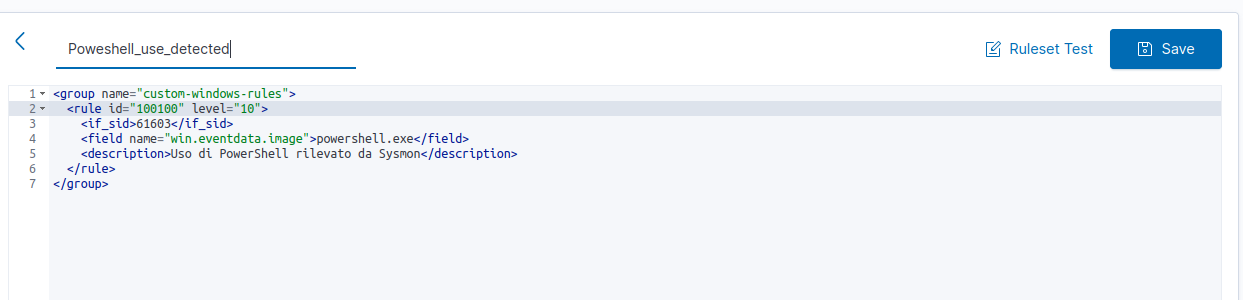 Poweshell_use_detected
Ruleset Test
Save
1 <group name="custom-windows-rules">
2 <rule id="100100" level="10">
3 <if_sid>61603</if_sid>
4 <field name="win.eventdata.image">powershell.exe</field>
5 <description>Uso di PowerShell rilevato da Sysmon</description>
6 </rule>
7 </group>